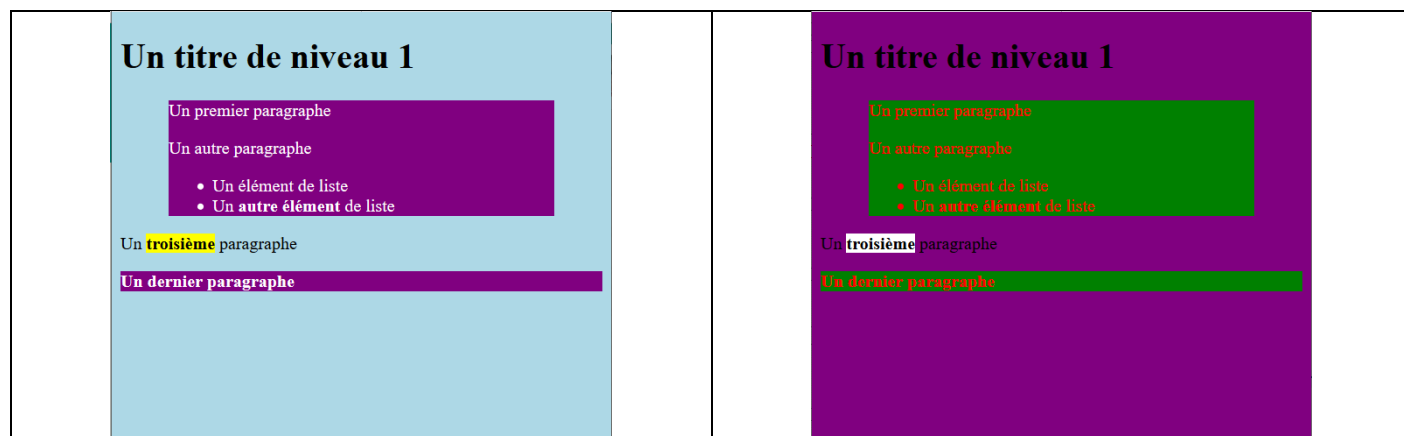 Un titre de niveau 1
Un premier paragraphe
Un autre paragraphe
Un élément de liste
Un autre élément de liste
Un troisième paragraphe
Un dernier paragraphe
Un titre de niveau 1
Un premier paragraphe
Un autre paragraphe
Un élément de liste
Un autre élément de liste
Un troisième paragraphe
Un dernier paragraphe